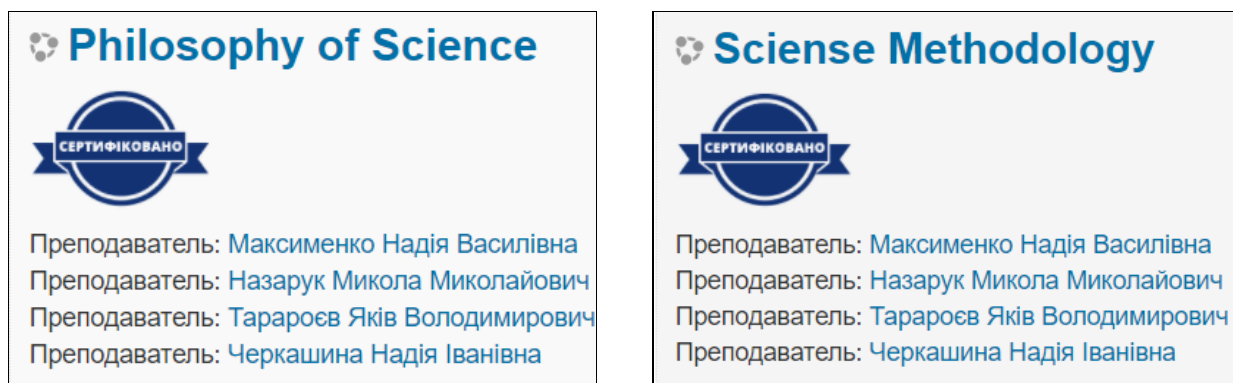 Philosophy of Science
СЕРТИФІКОВАНО
Преподаватель: Максименко Надія Василівна
Преподаватель: Назарук Микола Миколайович
Преподаватель: Тарароєв Яків Володимирович
Преподаватель: Черкашина Надія Іванівна
Sciense Methodology
СЕРТИФІКОВАНО
Преподаватель: Максименко Надія Василівна
Преподаватель: Назарук Микола Миколайович
Преподаватель: Тарароєв Яків Володимирович
Преподаватель: Черкашина Надія Іванівна